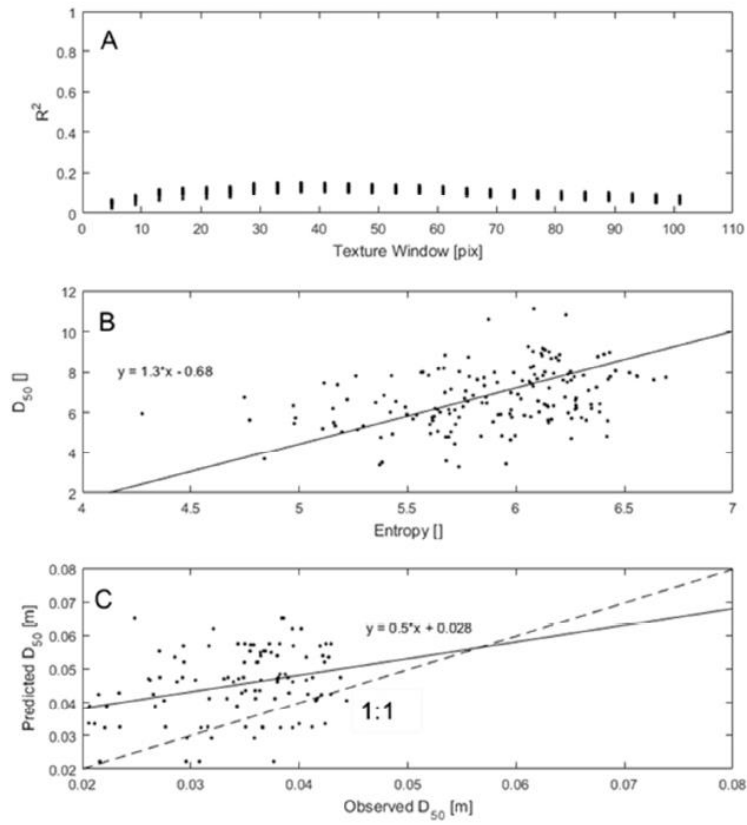 A
1
0.8
0.6
0.4
0.2
0
R²
0 10 20 30 40 50 60 70 80 90 100 110
Texture Window [pix]
B
12
10
8
6
4
2
D₅₀ []
y = 1.3*x - 0.68
4 4.5 5 5.5 6 6.5 7
Entropy []
C
0.08
0.07
0.06
0.05
0.04
0.03
0.02
Predicted D₅₀ [m]
y = 0.5*x + 0.028
1:1
0.02 0.03 0.04 0.05 0.06 0.07 0.08
Observed D₅₀ [m]